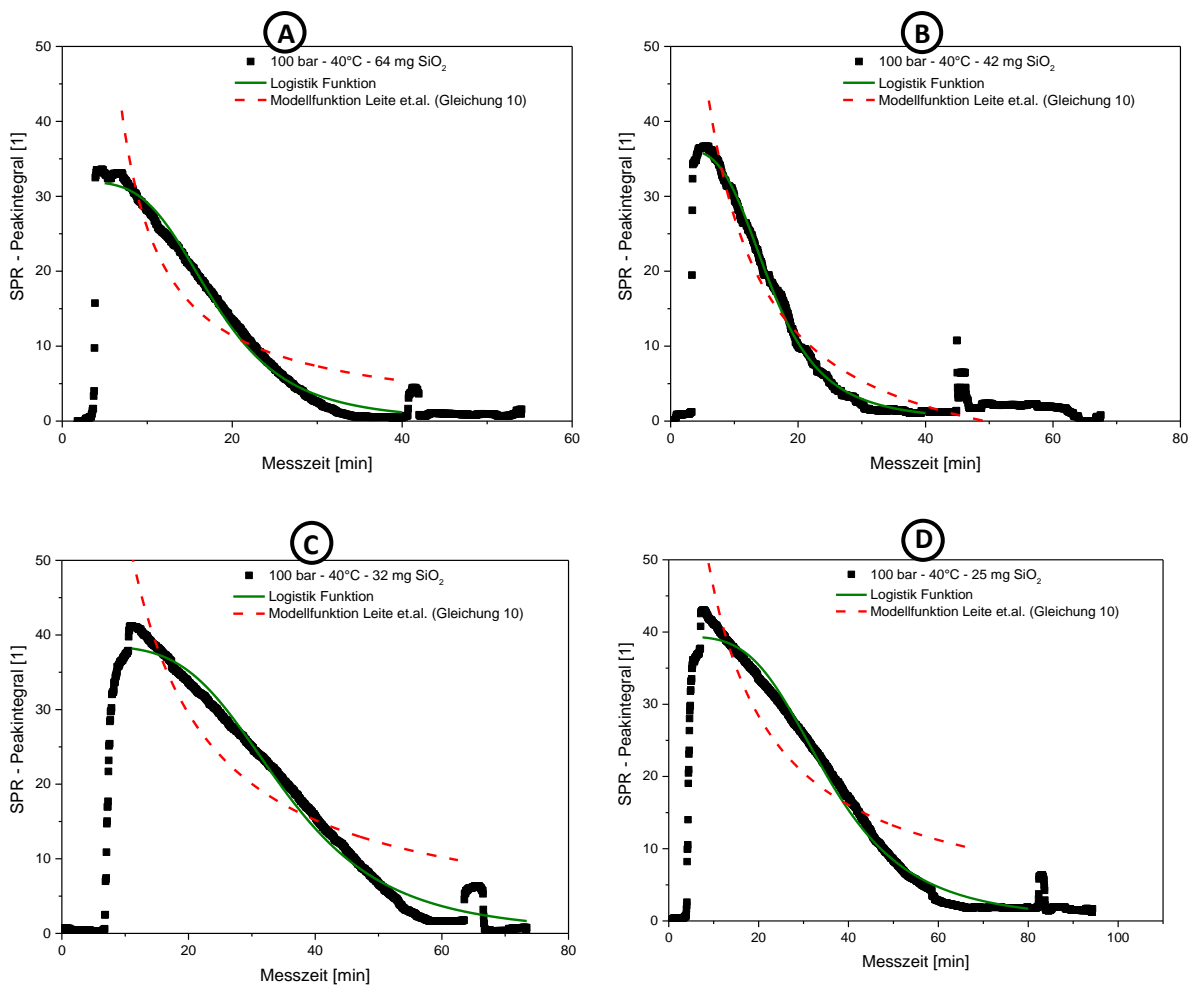 A
50
40
30
20
10
0
0 20 40 60
SPR - Peakintegral [1]
Messzeit [min]
100 bar - 40°C - 64 mg SiO₂
Logistik Funktion
Modellfunktion Leite et.al. (Gleichung 10)
B
50
40
30
20
10
0
0 20 40 60 80
SPR - Peakintegral [1]
Messzeit [min]
100 bar - 40°C - 42 mg SiO₂
Logistik Funktion
Modellfunktion Leite et.al. (Gleichung 10)
C
50
40
30
20
10
0
0 20 40 60 80
SPR - Peakintegral [1]
Messzeit [min]
100 bar - 40°C - 32 mg SiO₂
Logistik Funktion
Modellfunktion Leite et.al. (Gleichung 10)
D
50
40
30
20
10
0
0 20 40 60 80 100
SPR - Peakintegral [1]
Messzeit [min]
100 bar - 40°C - 25 mg SiO₂
Logistik Funktion
Modellfunktion Leite et.al. (Gleichung 10)